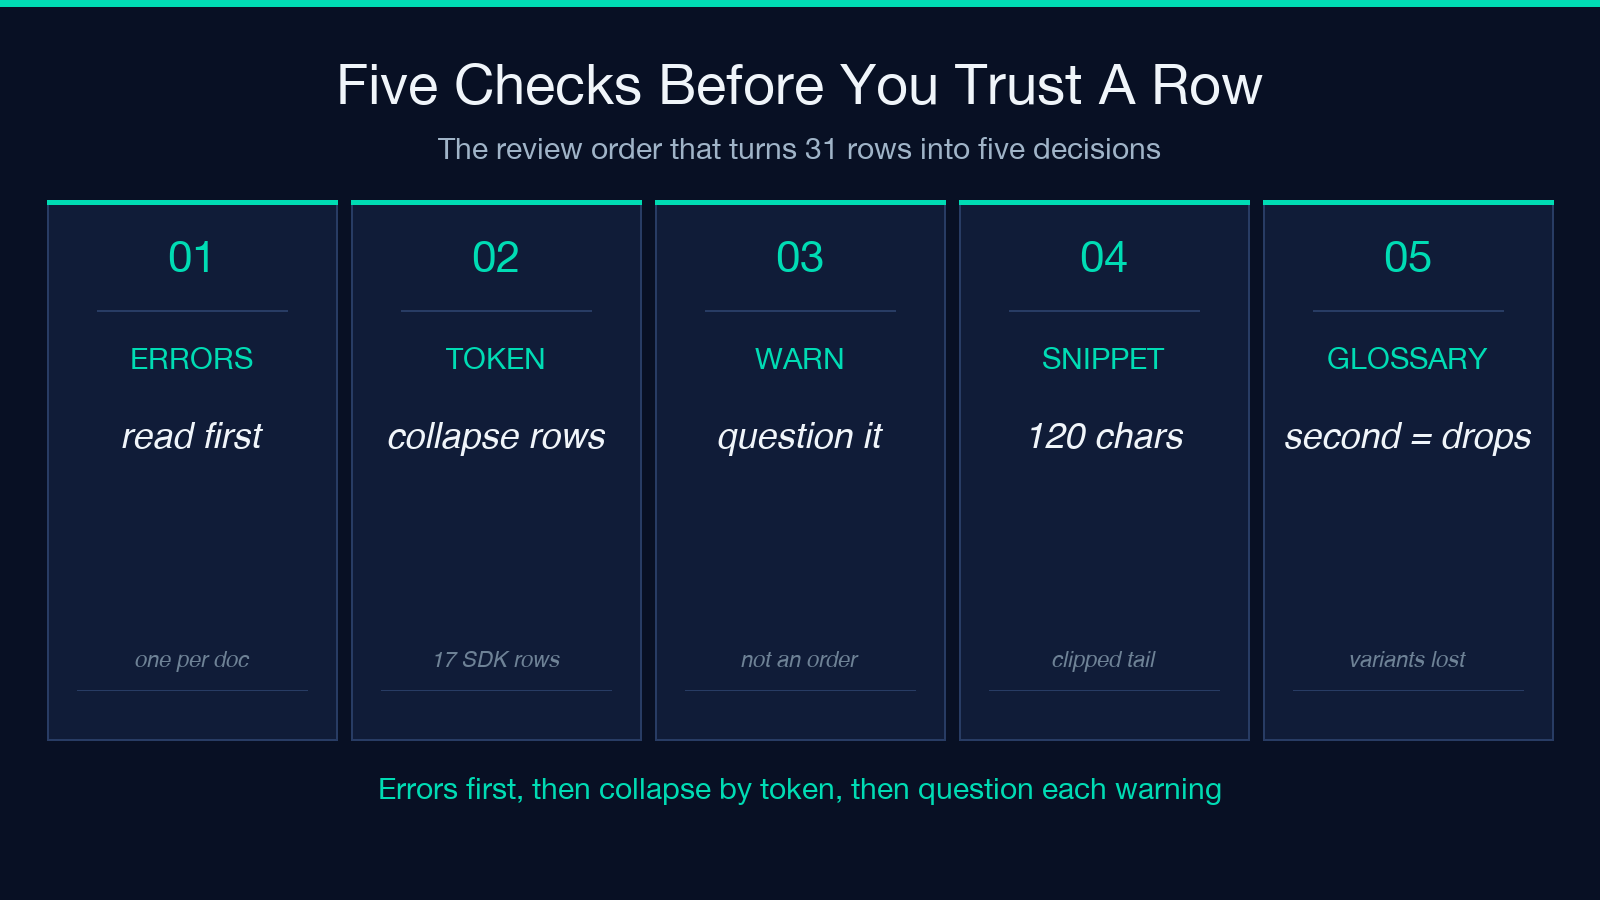 Five Checks Before You Trust A Row
The review order that turns 31 rows into five decisions
01
ERRORS
read first
one per doc
02
TOKEN
collapse rows
17 SDK rows
03
WARN
question it
not an order
04
SNIPPET
120 chars
clipped tail
05
GLOSSARY
second = drops
variants lost
Errors first, then collapse by token, then question each warning